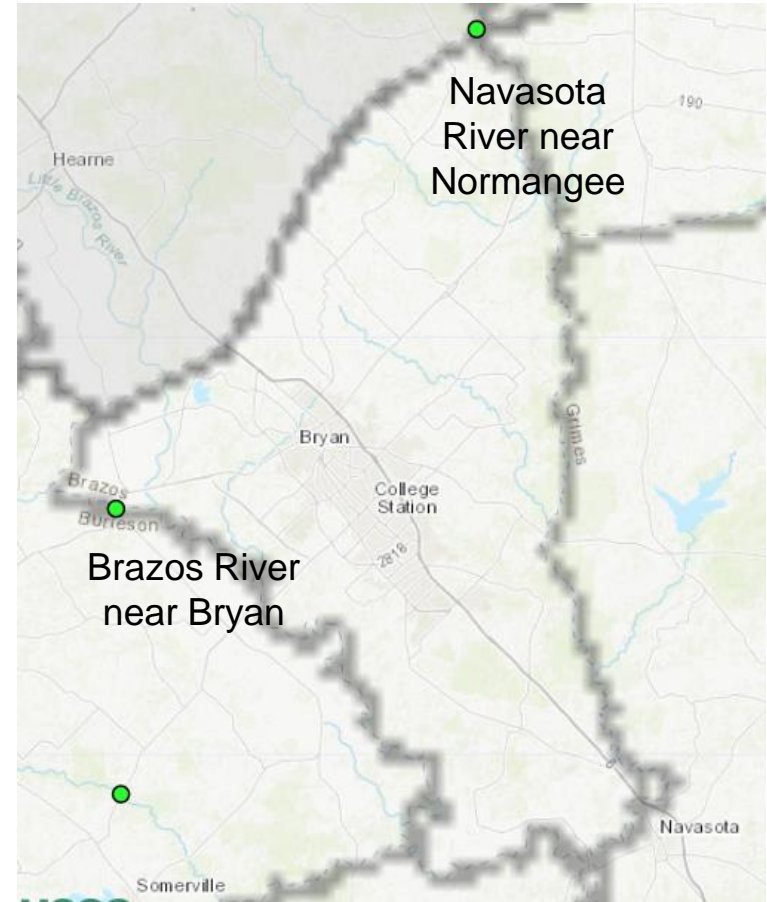 Navasota
River near
Normangee
190
Hearne
Little Brazos River
Grimes
Bryan
College
Station
Brazos
Burleson
2818
Brazos River
near Bryan
6
Navasota
Somerville